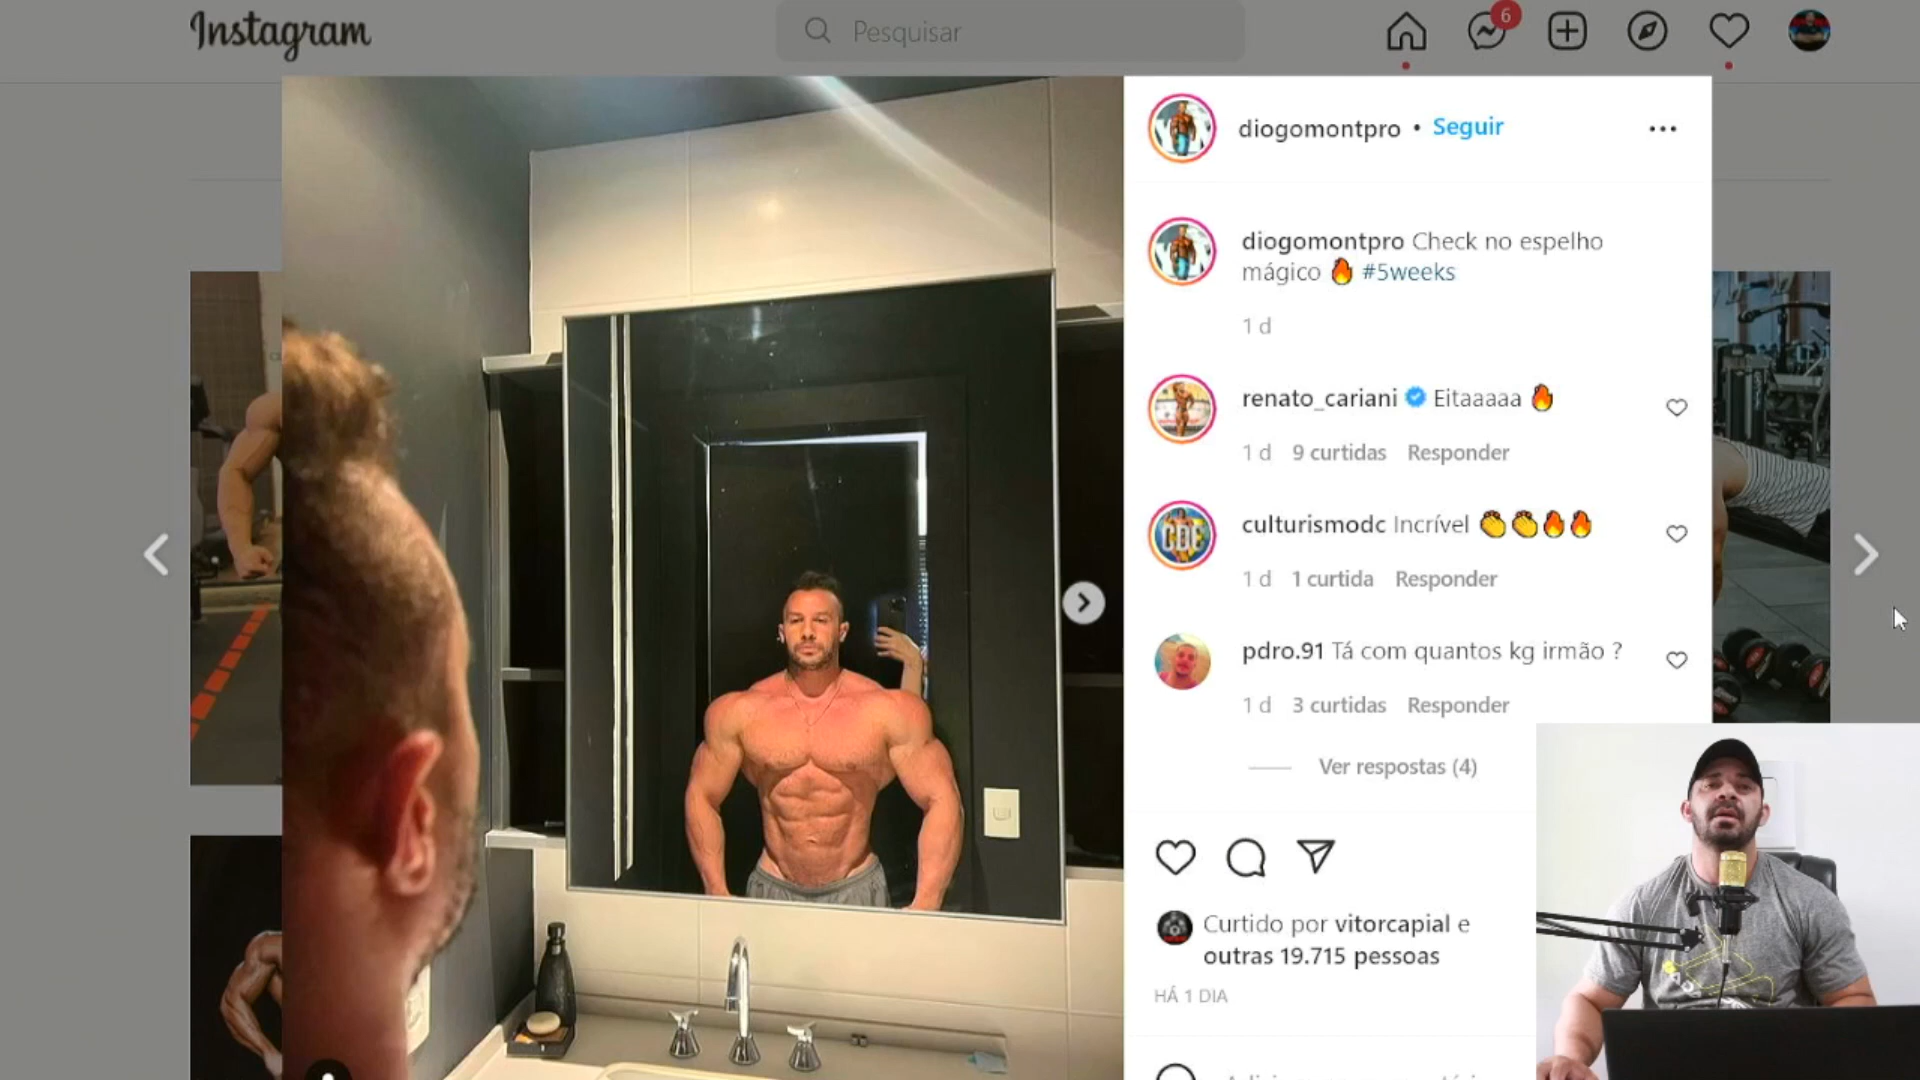 Instagram
Pesquisar
6
diogomontpro • Seguir
diogomontpro Check no espelho
mágico 🔥 #5weeks
1 d
renato_cariani Eitaaaaa 🔥
1 d 9 curtidas Responder
culturismodc Incrível 👏👏🔥🔥
CDC
1 d 1 curtida Responder
pdro.91 Tá com quantos kg irmão ?
1 d 3 curtidas Responder
Ver respostas (4)
Curtido por vitorcapial e
outras 19.715 pessoas
HÁ 1 DIA